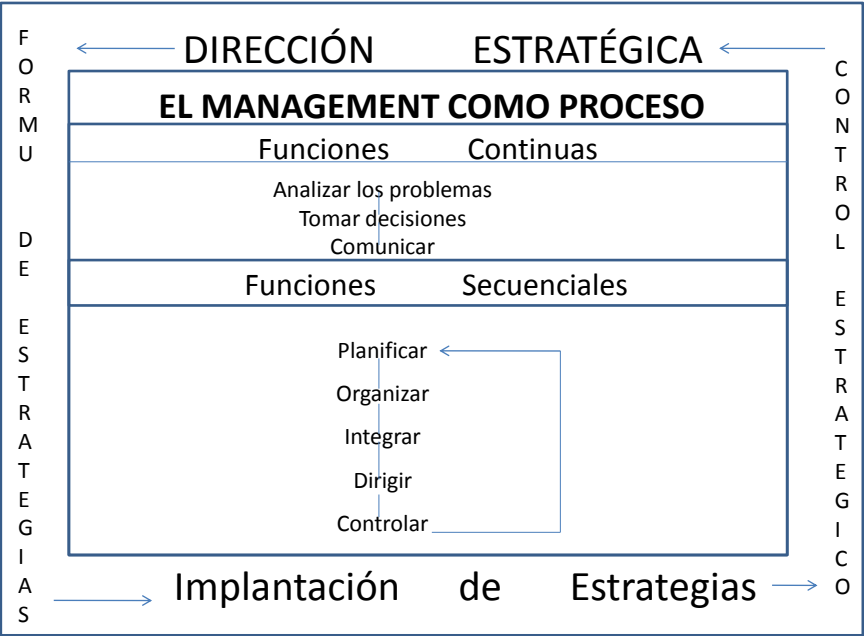 DIRECCIÓN ESTRATÉGICA
FORMU DE ESTRATEGIAS
EL MANAGEMENT COMO PROCESO
Funciones Continuas
Analizar los problemas
Tomar decisiones
Comunicar
Funciones Secuenciales
Planificar
Organizar
Integrar
Dirigir
Controlar
CONTROL ESTRATEGICO
Implantación de Estrategias